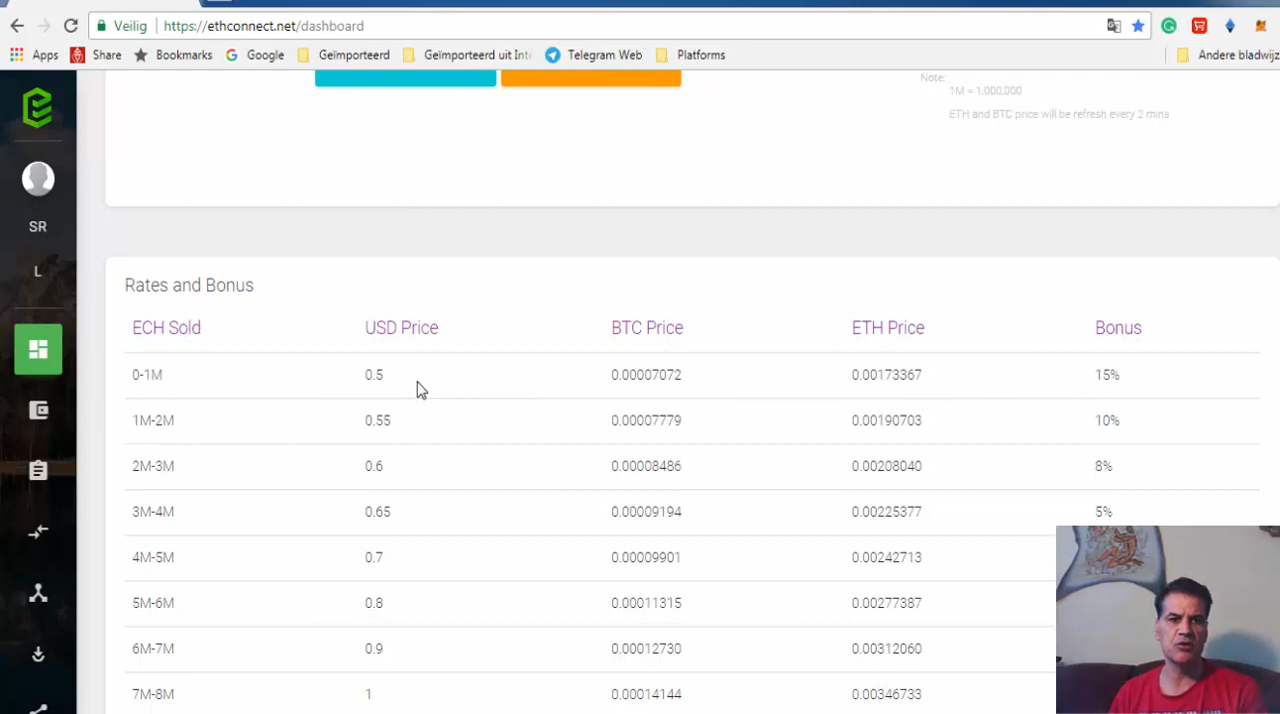 Veilig https://ethconnect.net/dashboard
Apps Share Bookmarks Google Geïmporteerd Geïmporteerd uit Int Telegram Web Platforms Andere bladwijz
Note:
1M = 1.000.000
ETH and BTC price will be refresh every 2 mins
SR
L
Rates and Bonus
ECH Sold USD Price BTC Price ETH Price Bonus
0-1M 0.5 0.00007072 0.00173367 15%
1M-2M 0.55 0.00007779 0.00190703 10%
2M-3M 0.6 0.00008486 0.00208040 8%
3M-4M 0.65 0.00009194 0.00225377 5%
4M-5M 0.7 0.00009901 0.00242713
5M-6M 0.8 0.00011315 0.00277387
6M-7M 0.9 0.00012730 0.00312060
7M-8M 1 0.00014144 0.00346733